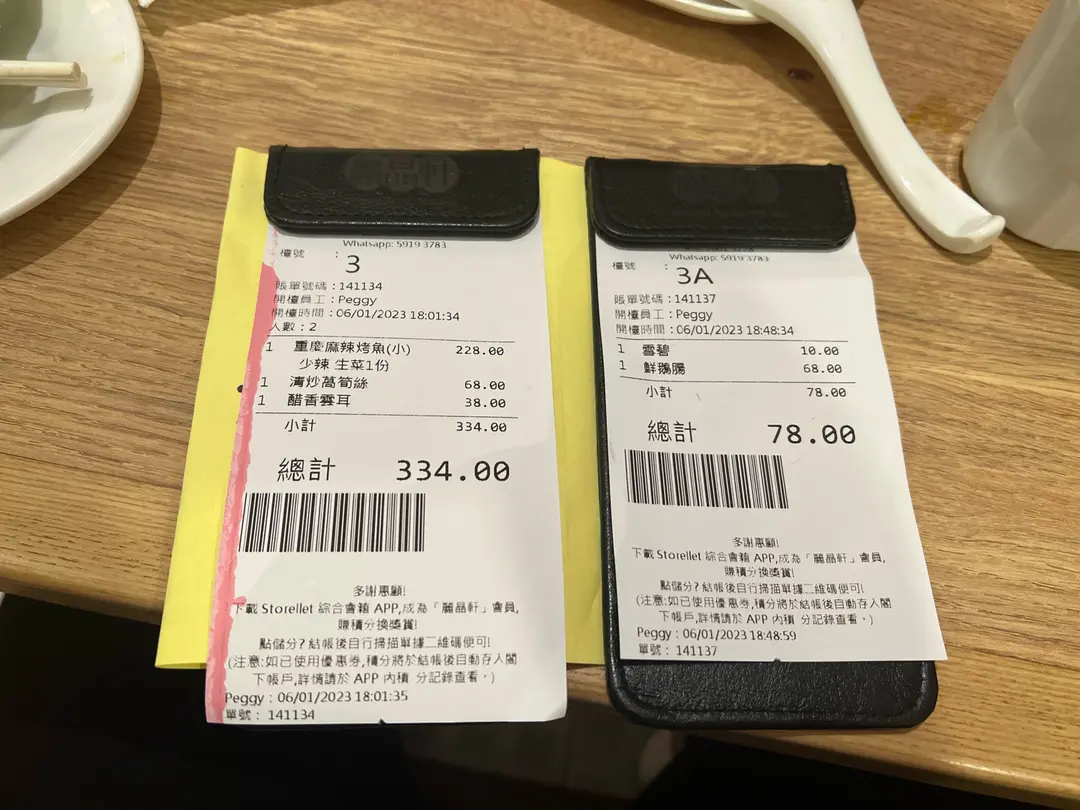 Whatsapp: 5919 3783
檯號 : 3
賬單號碼：141134
開檯員工：Peggy
開檯時間：06/01/2023 18:01:34
人數：2
1 重慶麻辣烤魚(小) 228.00
少辣 生菜1份
1 清炒萵筍絲 68.00
1 醋香雲耳 38.00
小計 334.00
總計 334.00
多謝惠顧!
下載 Storellet 綜合會籍 APP,成為「麗晶軒」會員,
賺積分換獎賞!
點儲分? 結帳後自行掃描單據二維碼便可!
(注意:如已使用優惠券,積分將於結帳後自動存入閣
下帳戶,詳情請於 APP 內積 分記錄查看。)
Peggy : 06/01/2023 18:01:35
單號： 141134
Whatsapp: 5919 3783
檯號 : 3A
賬單號碼：141137
開檯員工：Peggy
開檯時間：06/01/2023 18:48:34
1 雪碧 10.00
1 鮮鵝腸 68.00
小計 78.00
總計 78.00
多謝惠顧!
下載 Storellet 綜合會籍 APP,成為「麗晶軒」會員,
賺積分換獎賞!
點儲分? 結帳後自行掃描單據二維碼便可!
(注意:如已使用優惠券,積分將於結帳後自動存入閣
下帳戶,詳情請於 APP 內積 分記錄查看。)
Peggy : 06/01/2023 18:48:59
單號： 141137